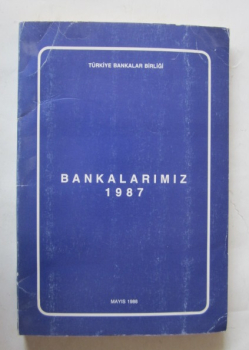 TÜRKİYE BANKALAR BİRLİĞİ
BANKALARIMIZ
1987
MAYIS 1988